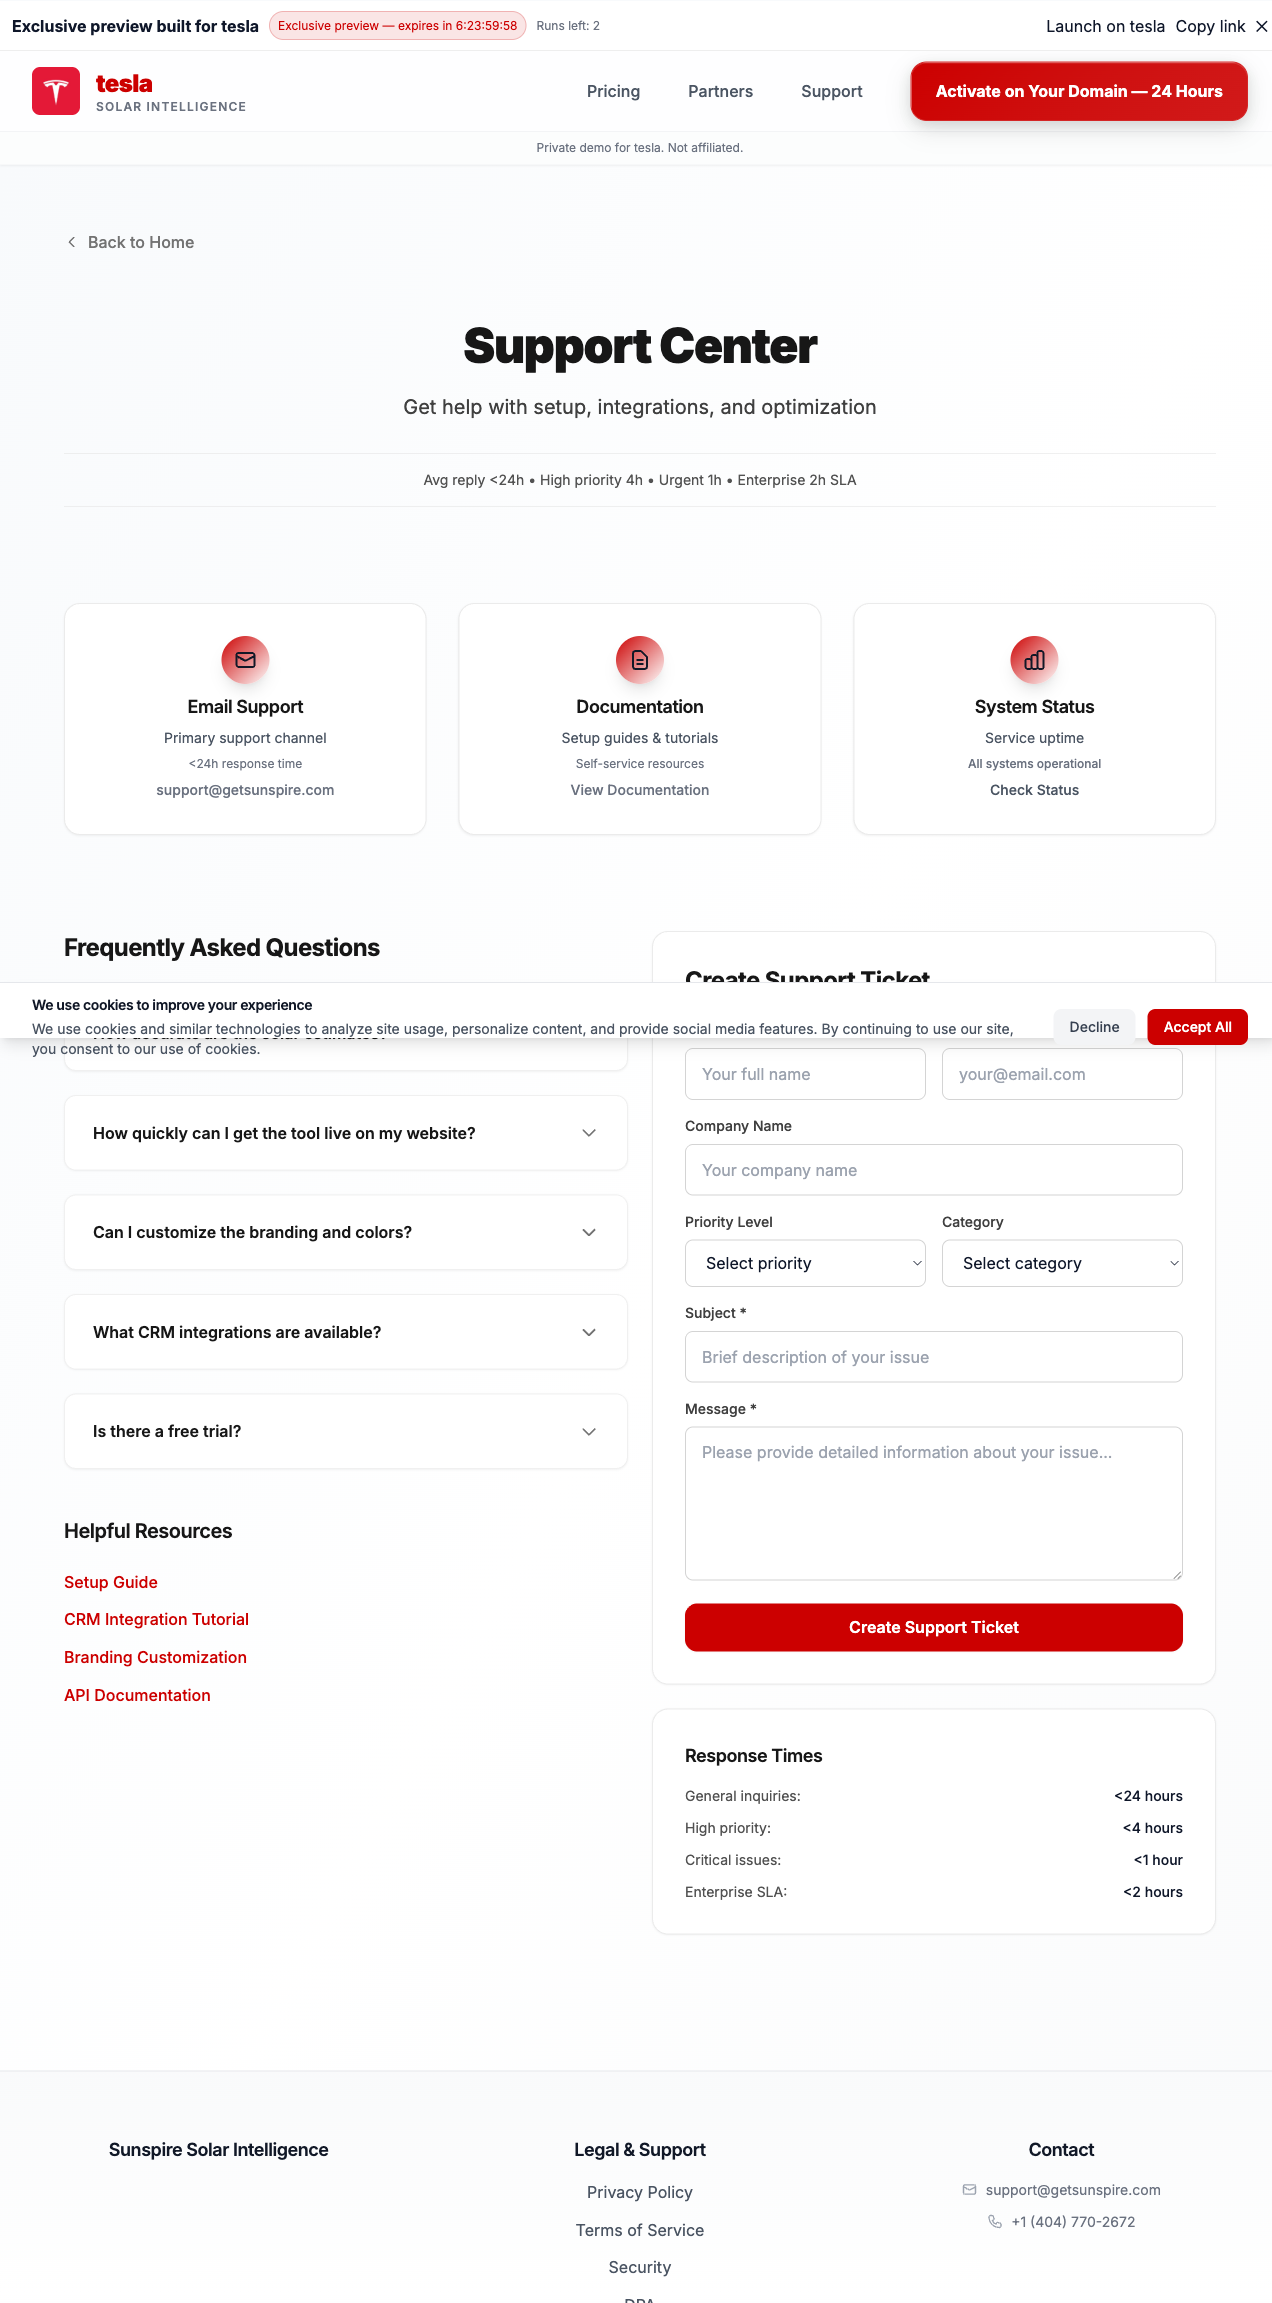 Exclusive preview built for tesla
Exclusive preview — expires in 6:23:59:58
Runs left: 2
Launch on tesla
Copy link
tesla
SOLAR INTELLIGENCE
Pricing
Partners
Support
Activate on Your Domain — 24 Hours
Private demo for tesla. Not affiliated.
Back to Home
Support Center
Get help with setup, integrations, and optimization
Avg reply <24h • High priority 4h • Urgent 1h • Enterprise 2h SLA
Email Support
Primary support channel
<24h response time
support@getsunspire.com
Documentation
Setup guides & tutorials
Self-service resources
View Documentation
System Status
Service uptime
All systems operational
Check Status
Frequently Asked Questions
Create Support Ticket
We use cookies to improve your experience
We use cookies and similar technologies to analyze site usage, personalize content, and provide social media features. By continuing to use our site,
you consent to our use of cookies.
Decline
Accept All
How quickly can I get the tool live on my website?
Can I customize the branding and colors?
What CRM integrations are available?
Is there a free trial?
Helpful Resources
Setup Guide
CRM Integration Tutorial
Branding Customization
API Documentation
Your full name
your@email.com
Company Name
Your company name
Priority Level
Category
Select priority
Select category
Subject *
Brief description of your issue
Message *
Please provide detailed information about your issue...
Create Support Ticket
Response Times
General inquiries:
<24 hours
High priority:
<4 hours
Critical issues:
<1 hour
Enterprise SLA:
<2 hours
Sunspire Solar Intelligence
Legal & Support
Privacy Policy
Terms of Service
Security
DPA
Contact
support@getsunspire.com
+1 (404) 770-2672